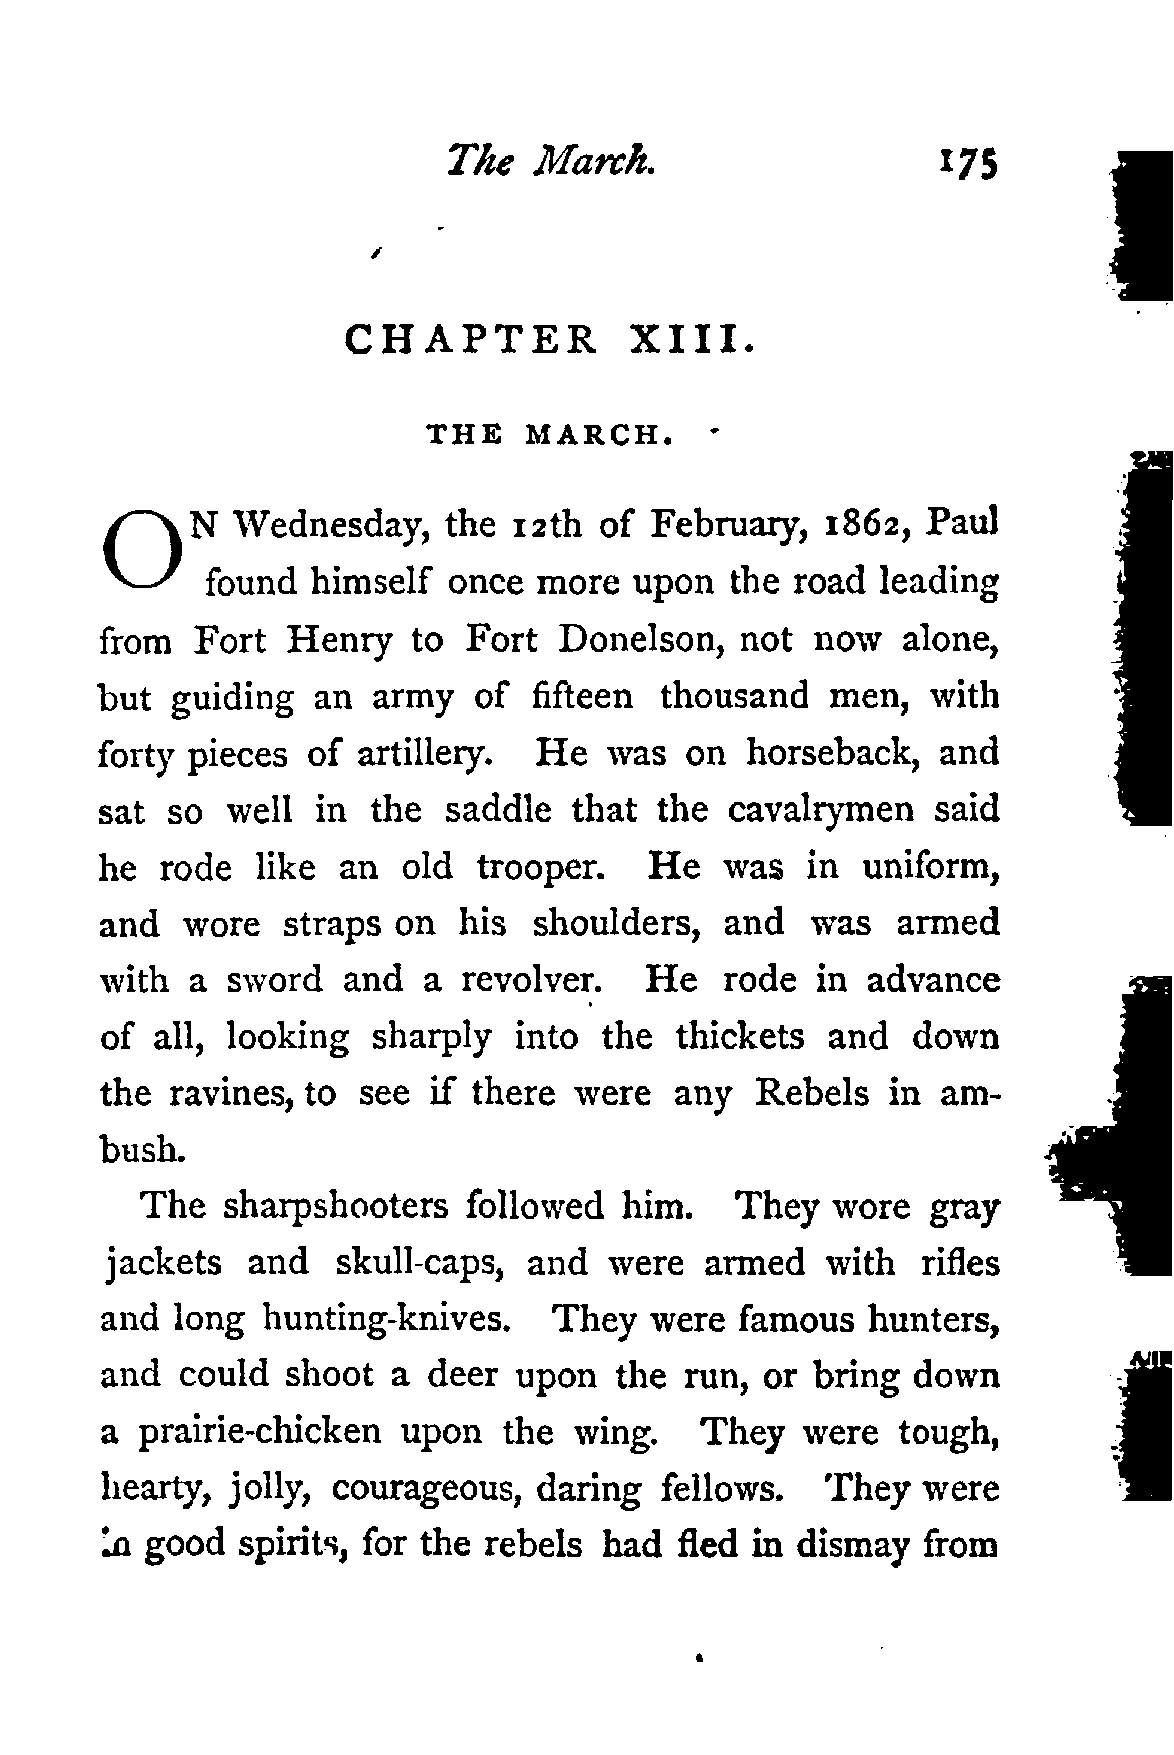 The March. 175
CHAPTER XIII.
THE MARCH.
ON Wednesday, the 12th of February, 1862, Paul
found himself once more upon the road leading
from Fort Henry to Fort Donelson, not now alone,
but guiding an army of fifteen thousand men, with
forty pieces of artillery. He was on horseback, and
sat so well in the saddle that the cavalrymen said
he rode like an old trooper. He was in uniform,
and wore straps on his shoulders, and was armed
with a sword and a revolver. He rode in advance
of all, looking sharply into the thickets and down
the ravines, to see if there were any Rebels in am-
bush.
The sharpshooters followed him. They wore gray
jackets and skull-caps, and were armed with rifles
and long hunting-knives. They were famous hunters,
and could shoot a deer upon the run, or bring down
a prairie-chicken upon the wing. They were tough,
hearty, jolly, courageous, daring fellows. They were
in good spirits, for the rebels had fled in dismay from